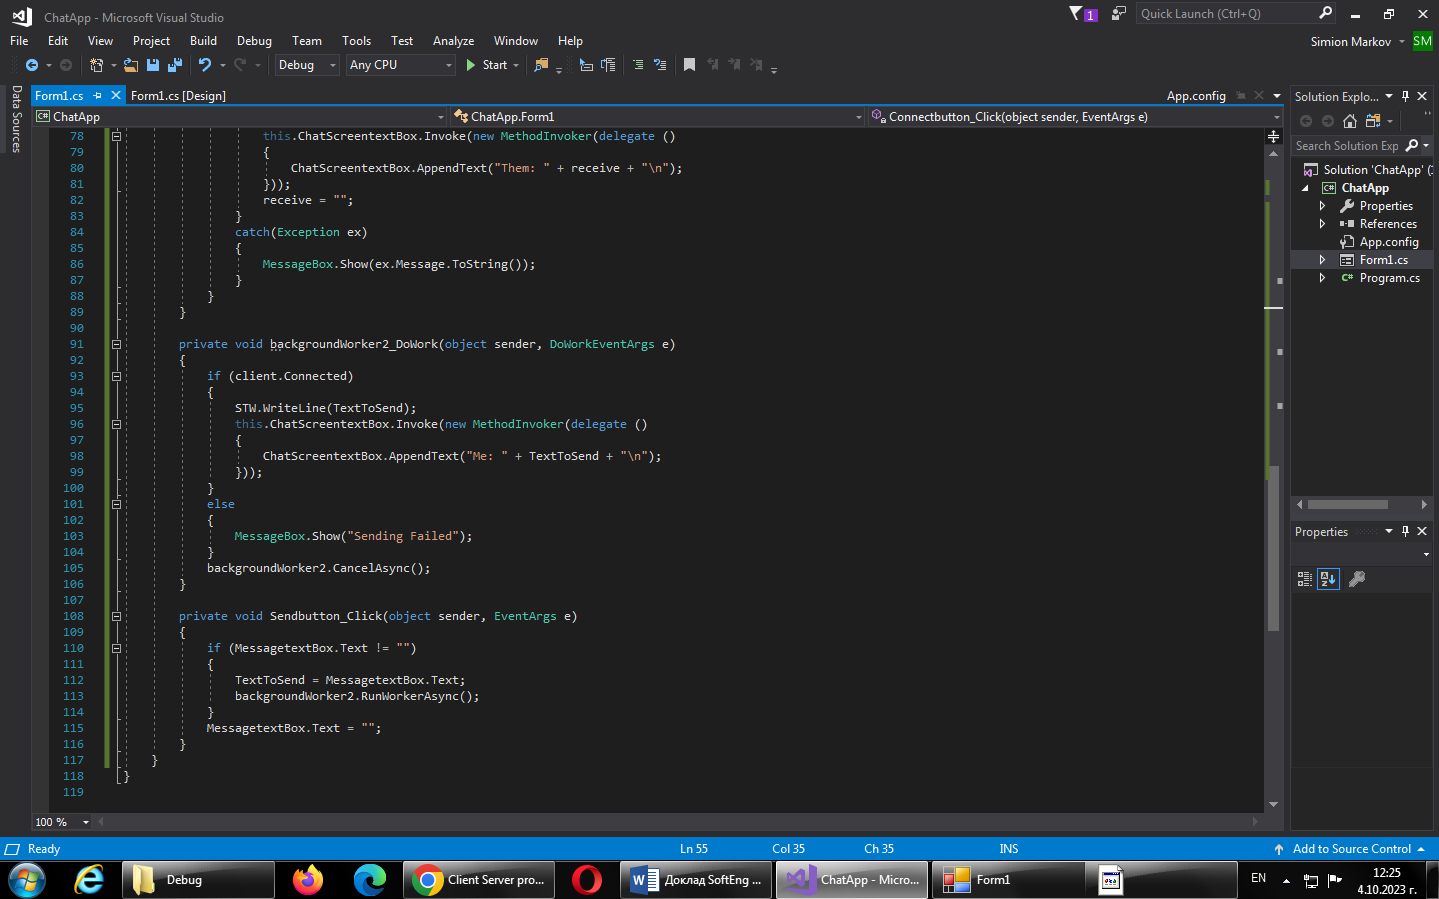 ChatApp - Microsoft Visual Studio
1
Quick Launch (Ctrl+Q)
File Edit View Project Build Debug Team Tools Test Analyze Window Help
Simion Markov SM
Debug Any CPU Start
Data Sources
Form1.cs Form1.cs [Design] App.config
ChatApp ChatApp.Form1 Connectbutton_Click(object sender, EventArgs e)
78 this.ChatScreentextBox.Invoke(new MethodInvoker(delegate ()
79 {
80 ChatScreentextBox.AppendText("Them: " + receive + "\n");
81 }));
82 receive = "";
83 }
84 catch(Exception ex)
85 {
86 MessageBox.Show(ex.Message.ToString());
87 }
88 }
89 }
90
91 private void backgroundWorker2_DoWork(object sender, DoWorkEventArgs e)
92 {
93 if (client.Connected)
94 {
95 STW.WriteLine(TextToSend);
96 this.ChatScreentextBox.Invoke(new MethodInvoker(delegate ()
97 {
98 ChatScreentextBox.AppendText("Me: " + TextToSend + "\n");
99 }));
100 }
101 else
102 {
103 MessageBox.Show("Sending Failed");
104 }
105 backgroundWorker2.CancelAsync();
106 }
107
108 private void Sendbutton_Click(object sender, EventArgs e)
109 {
110 if (MessagetextBox.Text != "")
111 {
112 TextToSend = MessagetextBox.Text;
113 backgroundWorker2.RunWorkerAsync();
114 }
115 MessagetextBox.Text = "";
116 }
117 }
118 }
119
100 %
Solution Explo...
Search Solution Exp
Solution 'ChatApp' (1
ChatApp
Properties
References
App.config
Form1.cs
Program.cs
Properties
Ready Ln 55 Col 35 Ch 35 INS Add to Source Control
Debug Client Server pro... Доклад SoftEng ... ChatApp - Micro... Form1 EN
12:25
4.10.2023 г.